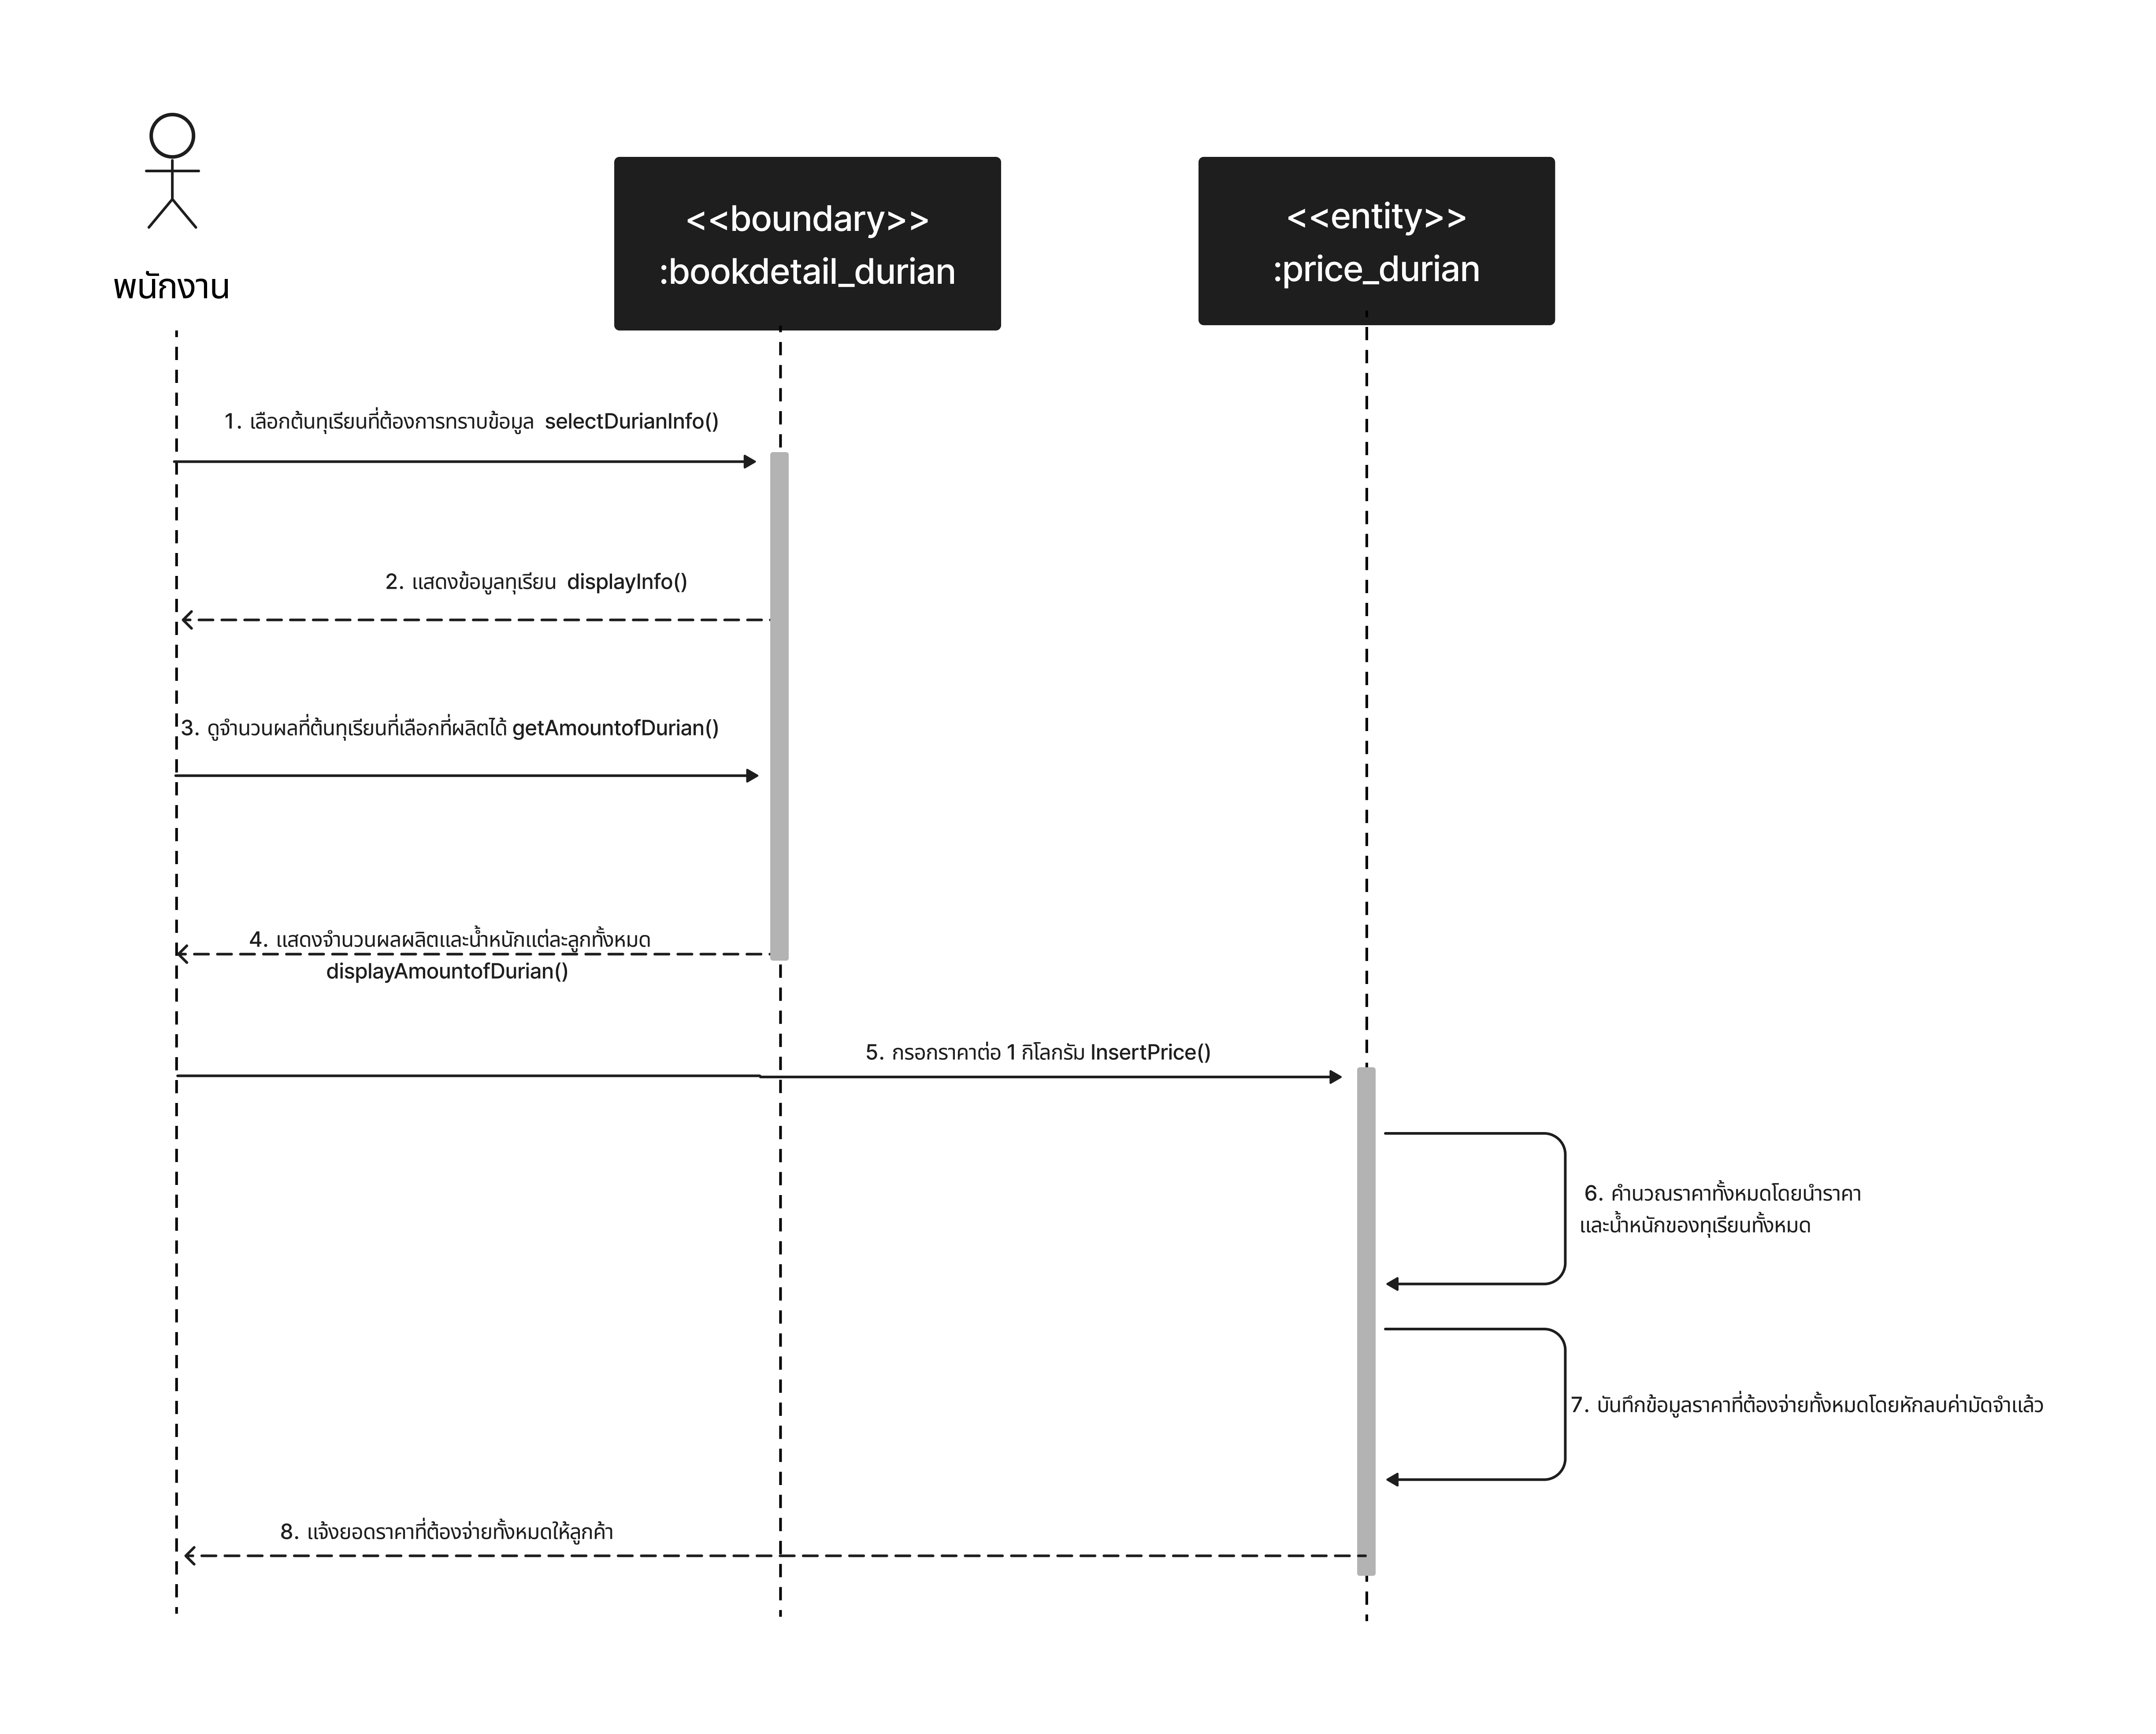 พนักงาน
<<boundary>>
:bookdetail_durian
<<entity>>
:price_durian
1. เลือกต้นทุเรียนที่ต้องการทราบข้อมูล selectDurianInfo()
2. แสดงข้อมูลทุเรียน displayInfo()
3. ดูจำนวนผลที่ต้นทุเรียนที่เลือกที่ผลิตได้ getAmountofDurian()
4. แสดงจำนวนผลผลิตและน้ำหนักแต่ละลูกทั้งหมด
displayAmountofDurian()
5. กรอกราคาต่อ 1 กิโลกรัม InsertPrice()
6. คำนวณราคาทั้งหมดโดยนำราคา
และน้ำหนักของทุเรียนทั้งหมด
7. บันทึกข้อมูลราคาที่ต้องจ่ายทั้งหมดโดยหักลบค่ามัดจำแล้ว
8. แจ้งยอดราคาที่ต้องจ่ายทั้งหมดให้ลูกค้า